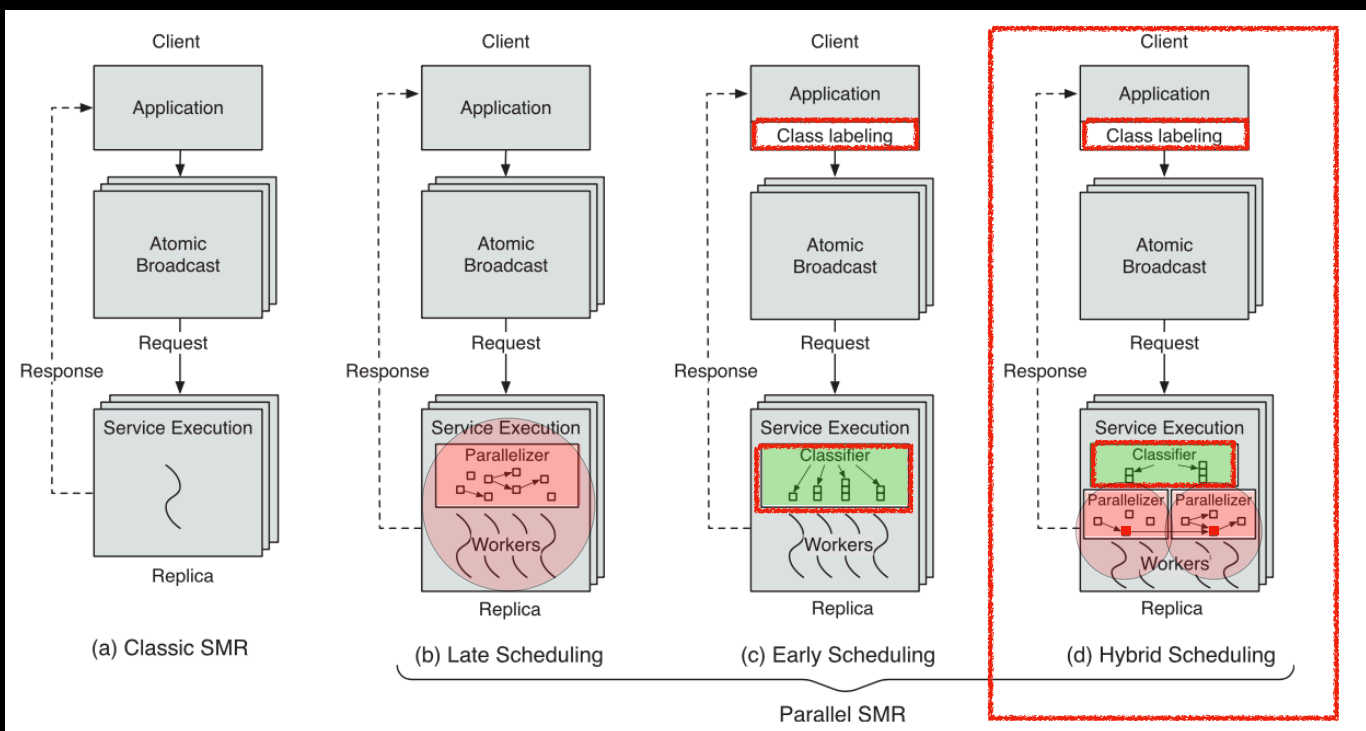 Client
Application
Atomic
Broadcast
Request
Response
Service Execution
Replica
(a) Classic SMR
Client
Application
Atomic
Broadcast
Request
Response
Service Execution
Parallelizer
Workers
Replica
(b) Late Scheduling
Client
Application
Class labeling
Atomic
Broadcast
Request
Response
Service Execution
Classifier
Workers
Replica
(c) Early Scheduling
Client
Application
Class labeling
Atomic
Broadcast
Request
Response
Service Execution
Classifier
Parallelizer Parallelizer
Workers
Replica
(d) Hybrid Scheduling
Parallel SMR